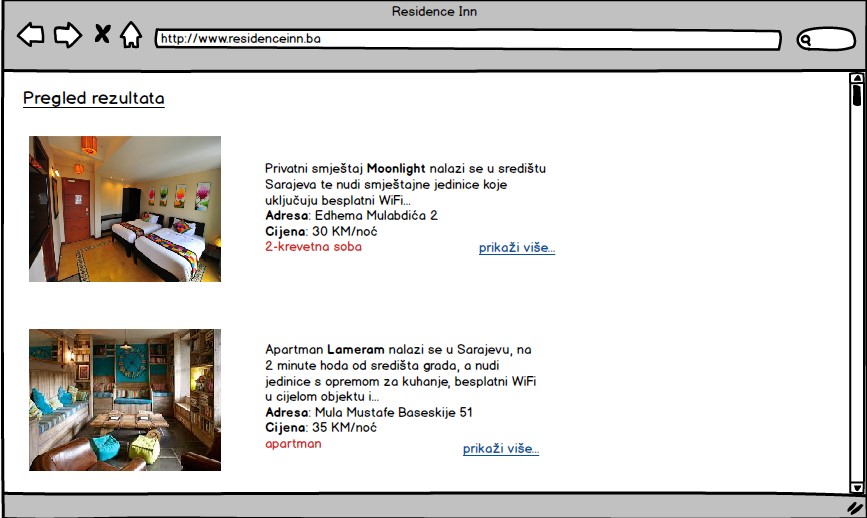 Residence Inn
http://www.residenceinn.ba
Pregled rezultata
Privatni smještaj Moonlight nalazi se u središtu
Sarajeva te nudi smještajne jedinice koje
uključuju besplatni WiFi...
Adresa: Edhema Mulabdića 2
Cijena: 30 KM/noć
2-krevetna soba
prikaži više...
Apartman Lameram nalazi se u Sarajevu, na
2 minute hoda od središta grada, a nudi
jedinice s opremom za kuhanje, besplatni WiFi
u cijelom objektu i...
Adresa: Mula Mustafe Baseskije 51
Cijena: 35 KM/noć
apartman
prikaži više...